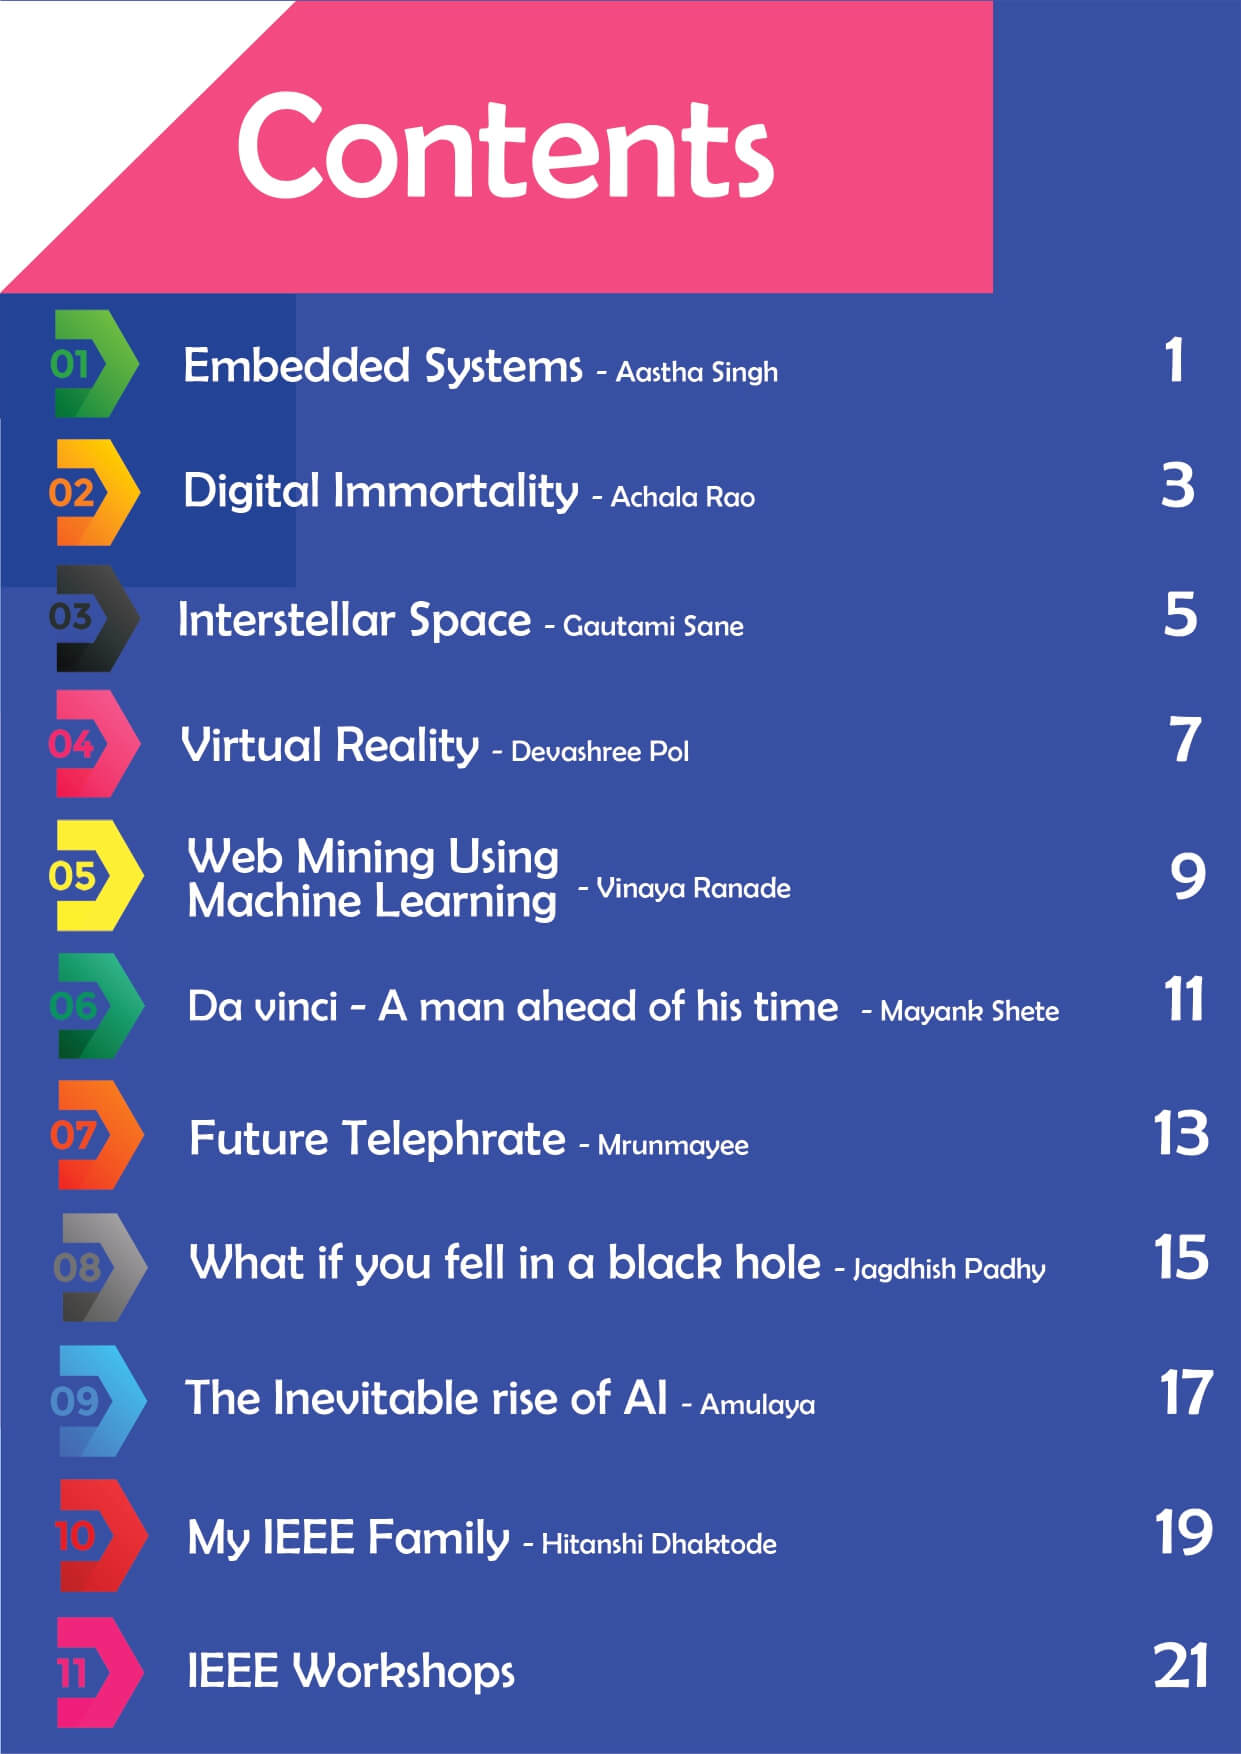 Contents
01 Embedded Systems - Aastha Singh 1
02 Digital Immortality - Achala Rao 3
03 Interstellar Space - Gautami Sane 5
04 Virtual Reality - Devashree Pol 7
05 Web Mining Using
Machine Learning - Vinaya Ranade 9
06 Da vinci - A man ahead of his time - Mayank Shete 11
07 Future Telephrate - Mrunmayee 13
08 What if you fell in a black hole - Jagdhish Padhy 15
09 The Inevitable rise of AI - Amulaya 17
10 My IEEE Family - Hitanshi Dhaktode 19
11 IEEE Workshops 21